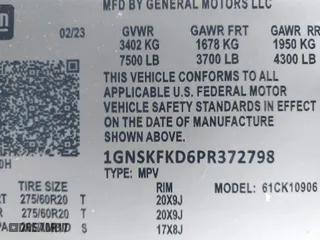 MFD BY GENERAL MOTORS LLC
02/23
GVWR GAWR FRT GAWR RR
3402 KG 1678 KG 1950 KG
7500 LB 3700 LB 4300 LB
THIS VEHICLE CONFORMS TO ALL
APPLICABLE U.S. FEDERAL MOTOR
VEHICLE SAFETY STANDARDS IN EFFECT
ON THE DATE OF MANUFACTURE
SHOWN ABOVE.
1GNSKFKD6PR372798
TYPE: MPV
TIRE SIZE RIM 61CK10906
275/60R20 T 20X9J
275/60R20 T 20X9J
17X8J